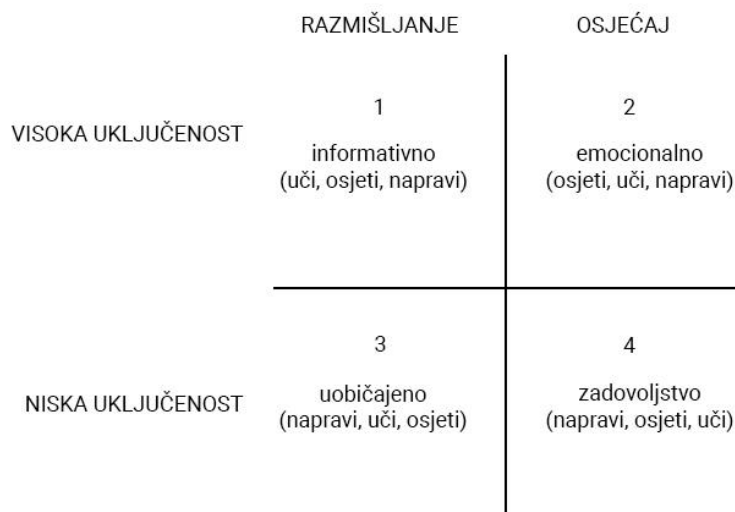 RAZMIŠLJANJE
OSJEĆAJ
VISOKA UKLJUČENOST
1
informativno
(uči, osjeti, napravi)
2
emocionalno
(osjeti, uči, napravi)
NISKA UKLJUČENOST
3
uobičajeno
(napravi, uči, osjeti)
4
zadovoljstvo
(napravi, osjeti, uči)